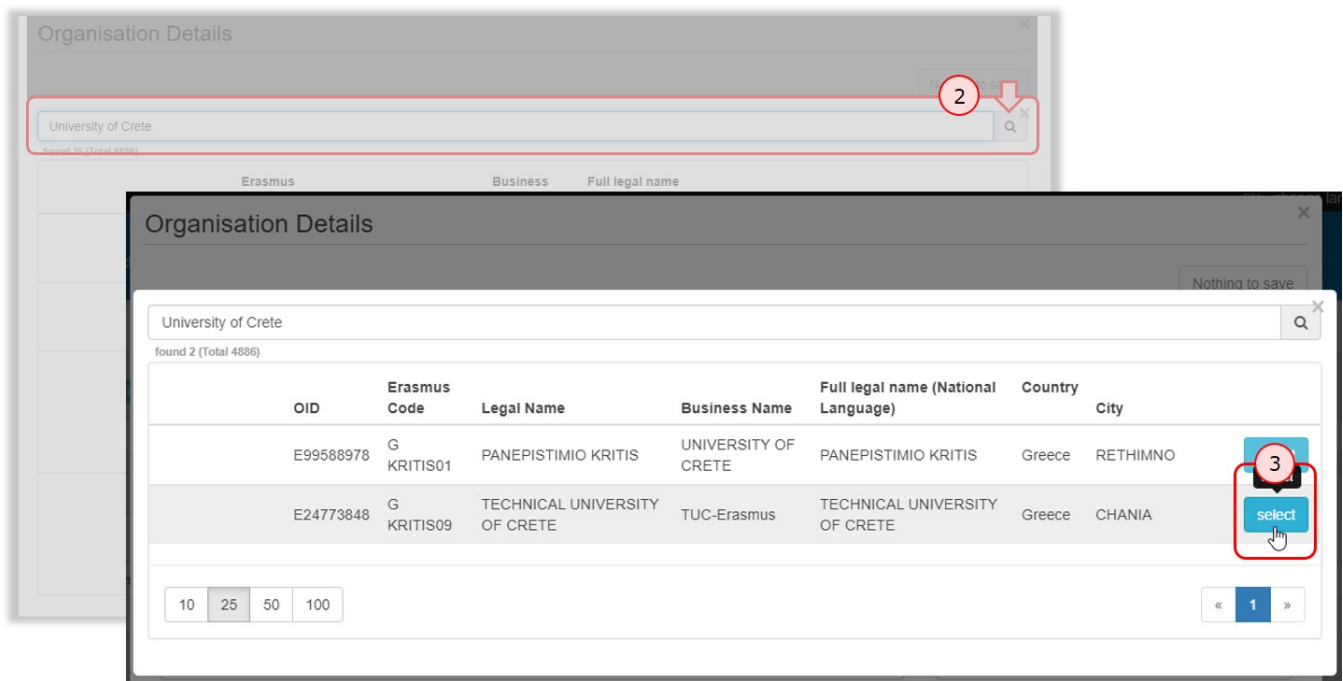 Organisation Details
2
University of Crete
found 25 (Total 4886)
Erasmus Business Full legal name
Organisation Details
Nothing to save
University of Crete
found 2 (Total 4886)
OID Erasmus Code Legal Name Business Name Full legal name (National Language) Country City
E99588978 G KRITIS01 PANEPISTIMIO KRITIS UNIVERSITY OF CRETE PANEPISTIMIO KRITIS Greece RETHIMNO
3
E24773848 G KRITIS09 TECHNICAL UNIVERSITY OF CRETE TUC-Erasmus TECHNICAL UNIVERSITY OF CRETE Greece CHANIA select
10 25 50 100 « 1 »